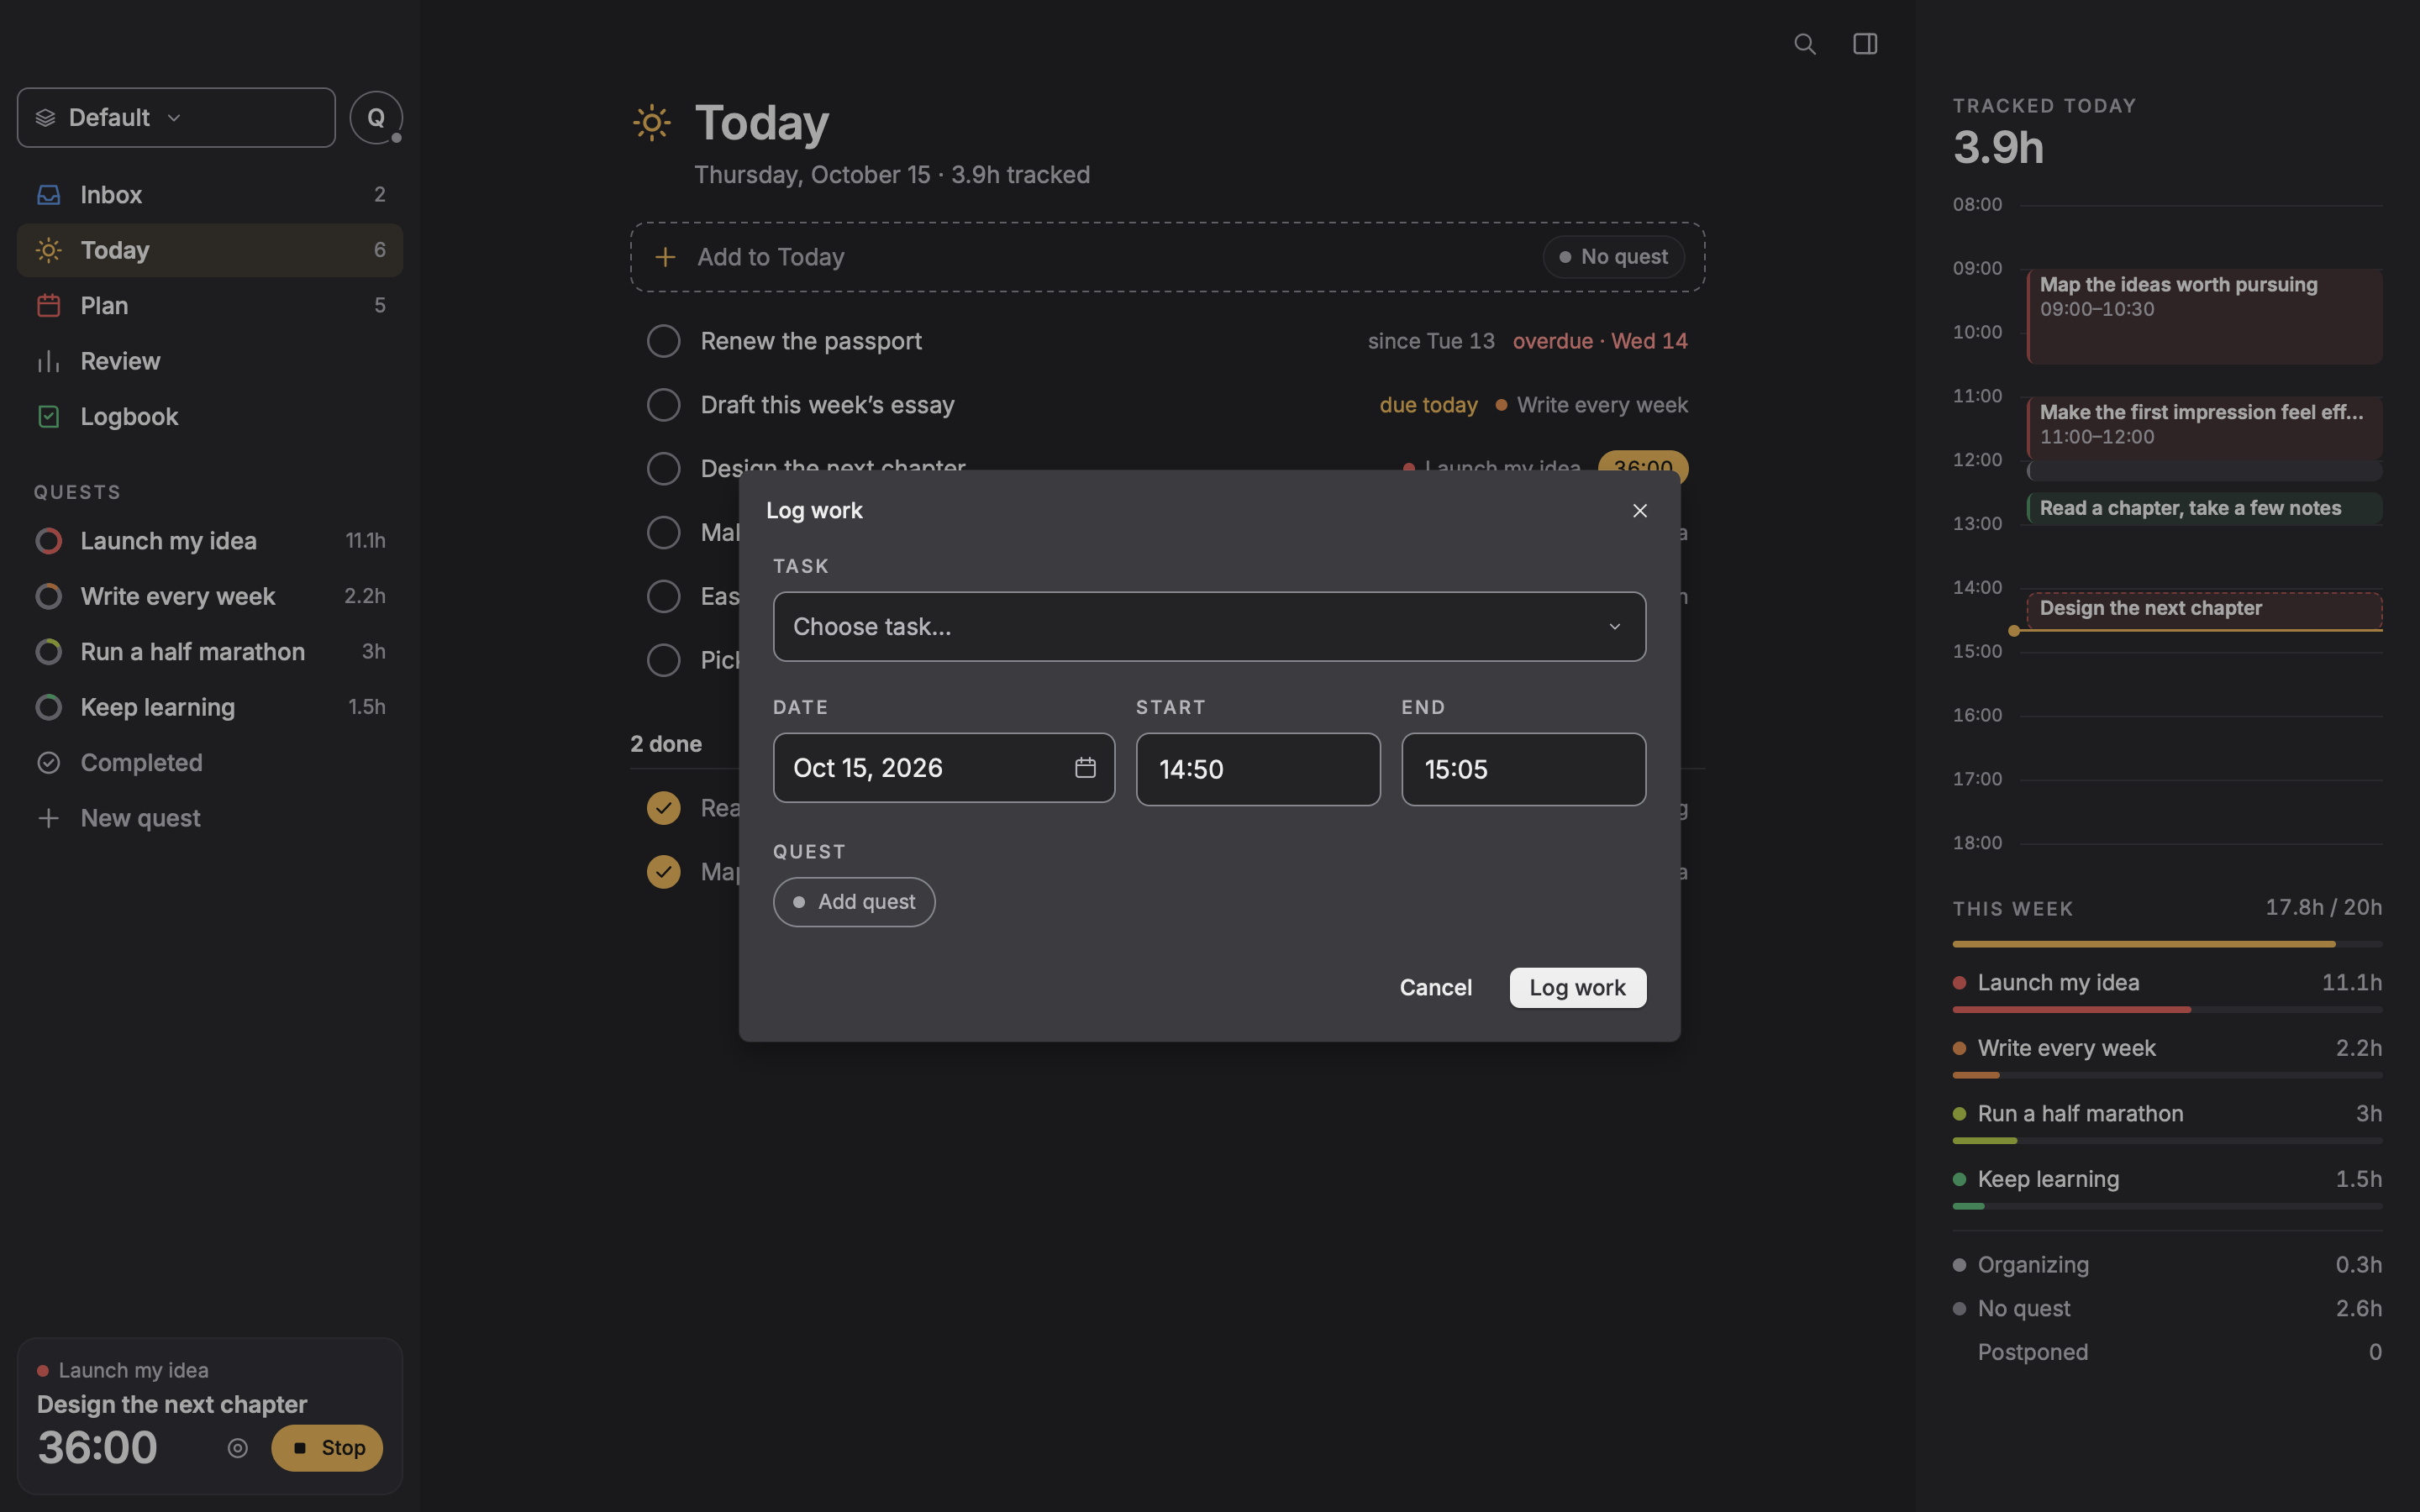 Default
Q
Inbox 2
Today 6
Plan 5
Review
Logbook
QUESTS
Launch my idea 11.1h
Write every week 2.2h
Run a half marathon 3h
Keep learning 1.5h
Completed
New quest
Launch my idea
Design the next chapter
36:00 Stop
Today
Thursday, October 15 · 3.9h tracked
Add to Today No quest
Renew the passport since Tue 13 overdue · Wed 14
Draft this week’s essay due today Write every week
Design the next chapter Launch my idea 36:00
2 done
Log work
TASK
Choose task...
DATE START END
Oct 15, 2026 14:50 15:05
QUEST
Add quest
Cancel Log work
TRACKED TODAY
3.9h
08:00
09:00
Map the ideas worth pursuing
09:00–10:30
10:00
11:00
Make the first impression feel eff...
11:00–12:00
12:00
Read a chapter, take a few notes
13:00
14:00
Design the next chapter
15:00
16:00
17:00
18:00
THIS WEEK 17.8h / 20h
Launch my idea 11.1h
Write every week 2.2h
Run a half marathon 3h
Keep learning 1.5h
Organizing 0.3h
No quest 2.6h
Postponed 0